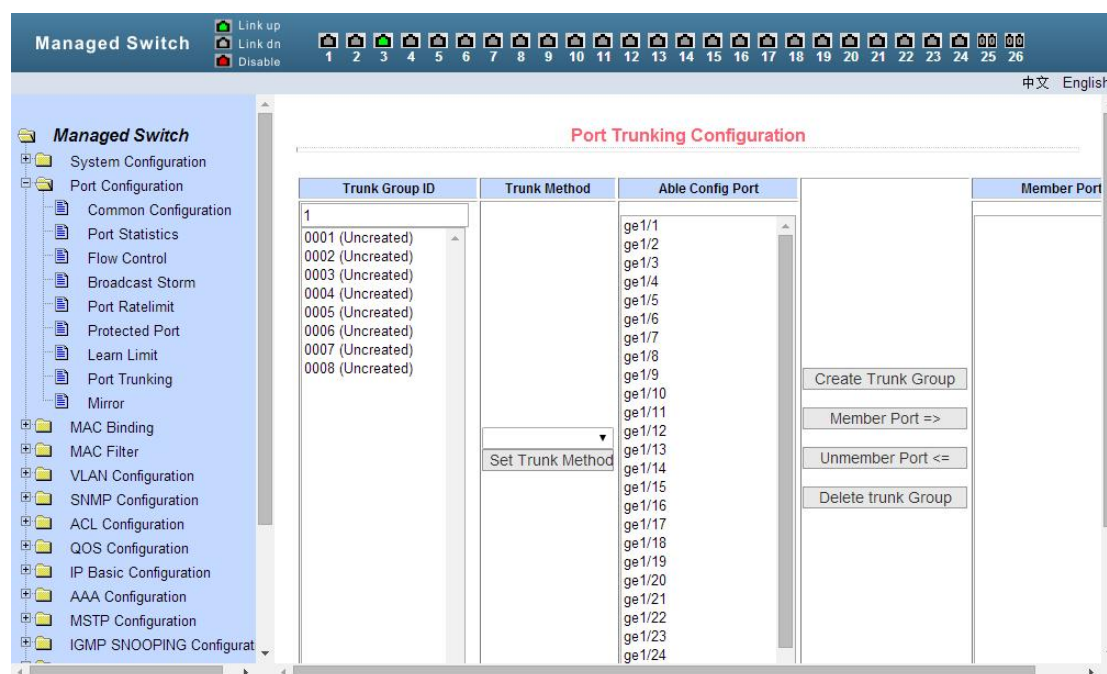 Managed Switch
Link up
Link dn
Disable
1 2 3 4 5 6 7 8 9 10 11 12 13 14 15 16 17 18 19 20 21 22 23 24 25 26
中文 English
Managed Switch
System Configuration
Port Configuration
Common Configuration
Port Statistics
Flow Control
Broadcast Storm
Port Ratelimit
Protected Port
Learn Limit
Port Trunking
Mirror
MAC Binding
MAC Filter
VLAN Configuration
SNMP Configuration
ACL Configuration
QOS Configuration
IP Basic Configuration
AAA Configuration
MSTP Configuration
IGMP SNOOPING Configurat
Port Trunking Configuration
Trunk Group ID
1
0001 (Uncreated)
0002 (Uncreated)
0003 (Uncreated)
0004 (Uncreated)
0005 (Uncreated)
0006 (Uncreated)
0007 (Uncreated)
0008 (Uncreated)
Trunk Method
Set Trunk Method
Able Config Port
ge1/1
ge1/2
ge1/3
ge1/4
ge1/5
ge1/6
ge1/7
ge1/8
ge1/9
ge1/10
ge1/11
ge1/12
ge1/13
ge1/14
ge1/15
ge1/16
ge1/17
ge1/18
ge1/19
ge1/20
ge1/21
ge1/22
ge1/23
ge1/24
Create Trunk Group
Member Port =>
Unmember Port <=
Delete trunk Group
Member Port